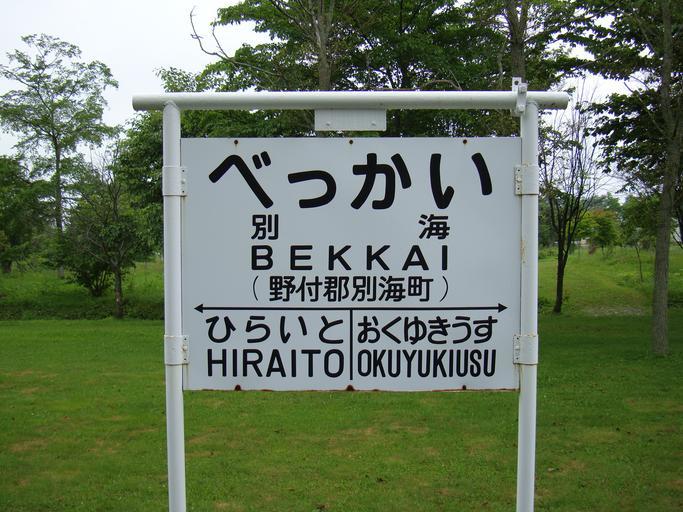 べっかい
別 海
BEKKAI
(野付郡別海町)
ひらいと おくゆきうす
HIRAITO OKUYUKIUSU